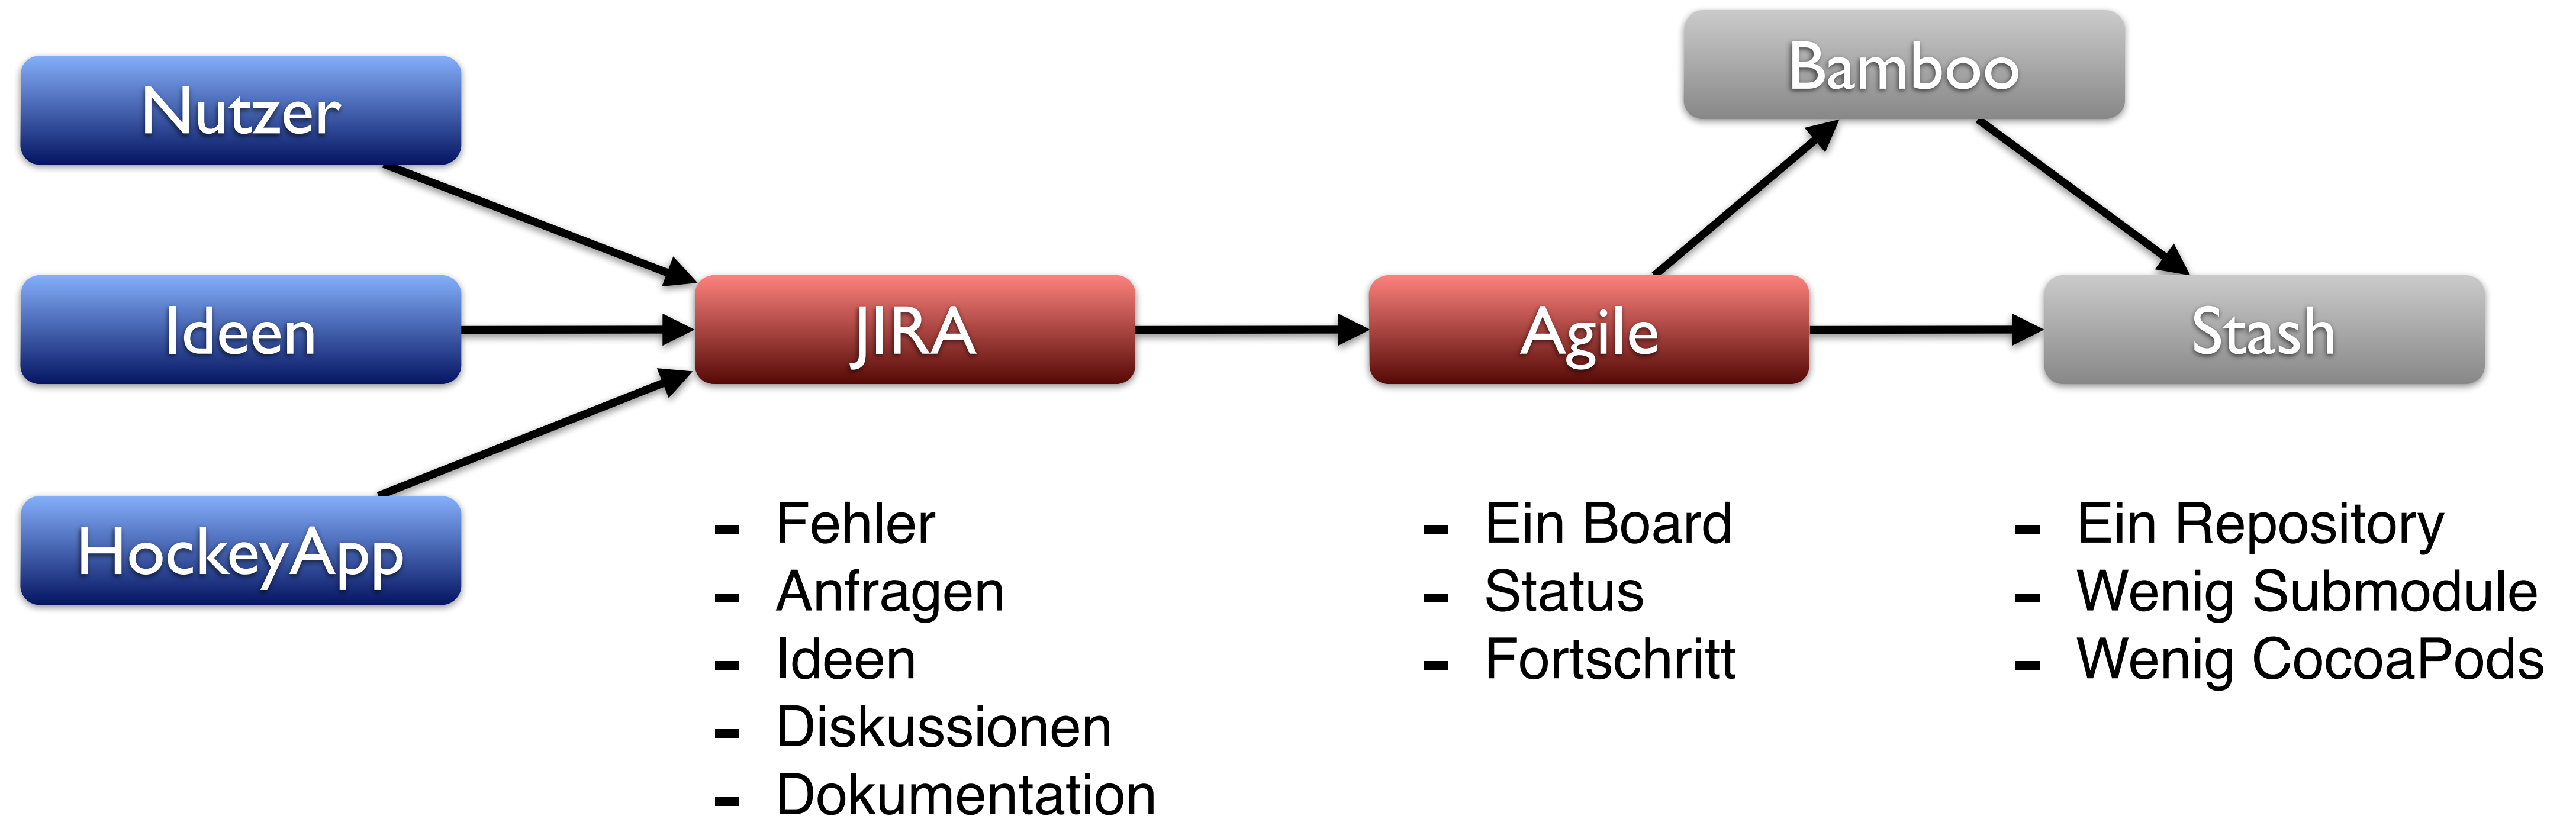 Bamboo
Nutzer
Ideen
JIRA
Agile
Stash
HockeyApp
- Fehler
- Anfragen
- Ideen
- Diskussionen
- Dokumentation
- Ein Board
- Status
- Fortschritt
- Ein Repository
- Wenig Submodule
- Wenig CocoaPods